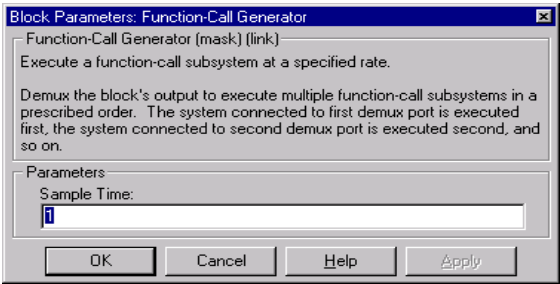 Block Parameters: Function-Call Generator
Function-Call Generator (mask) (link)
Execute a function-call subsystem at a specified rate.
Demux the block's output to execute multiple function-call subsystems in a
prescribed order. The system connected to first demux port is executed
first, the system connected to second demux port is executed second, and
so on.
Parameters
Sample Time:
1
OK Cancel Help Apply